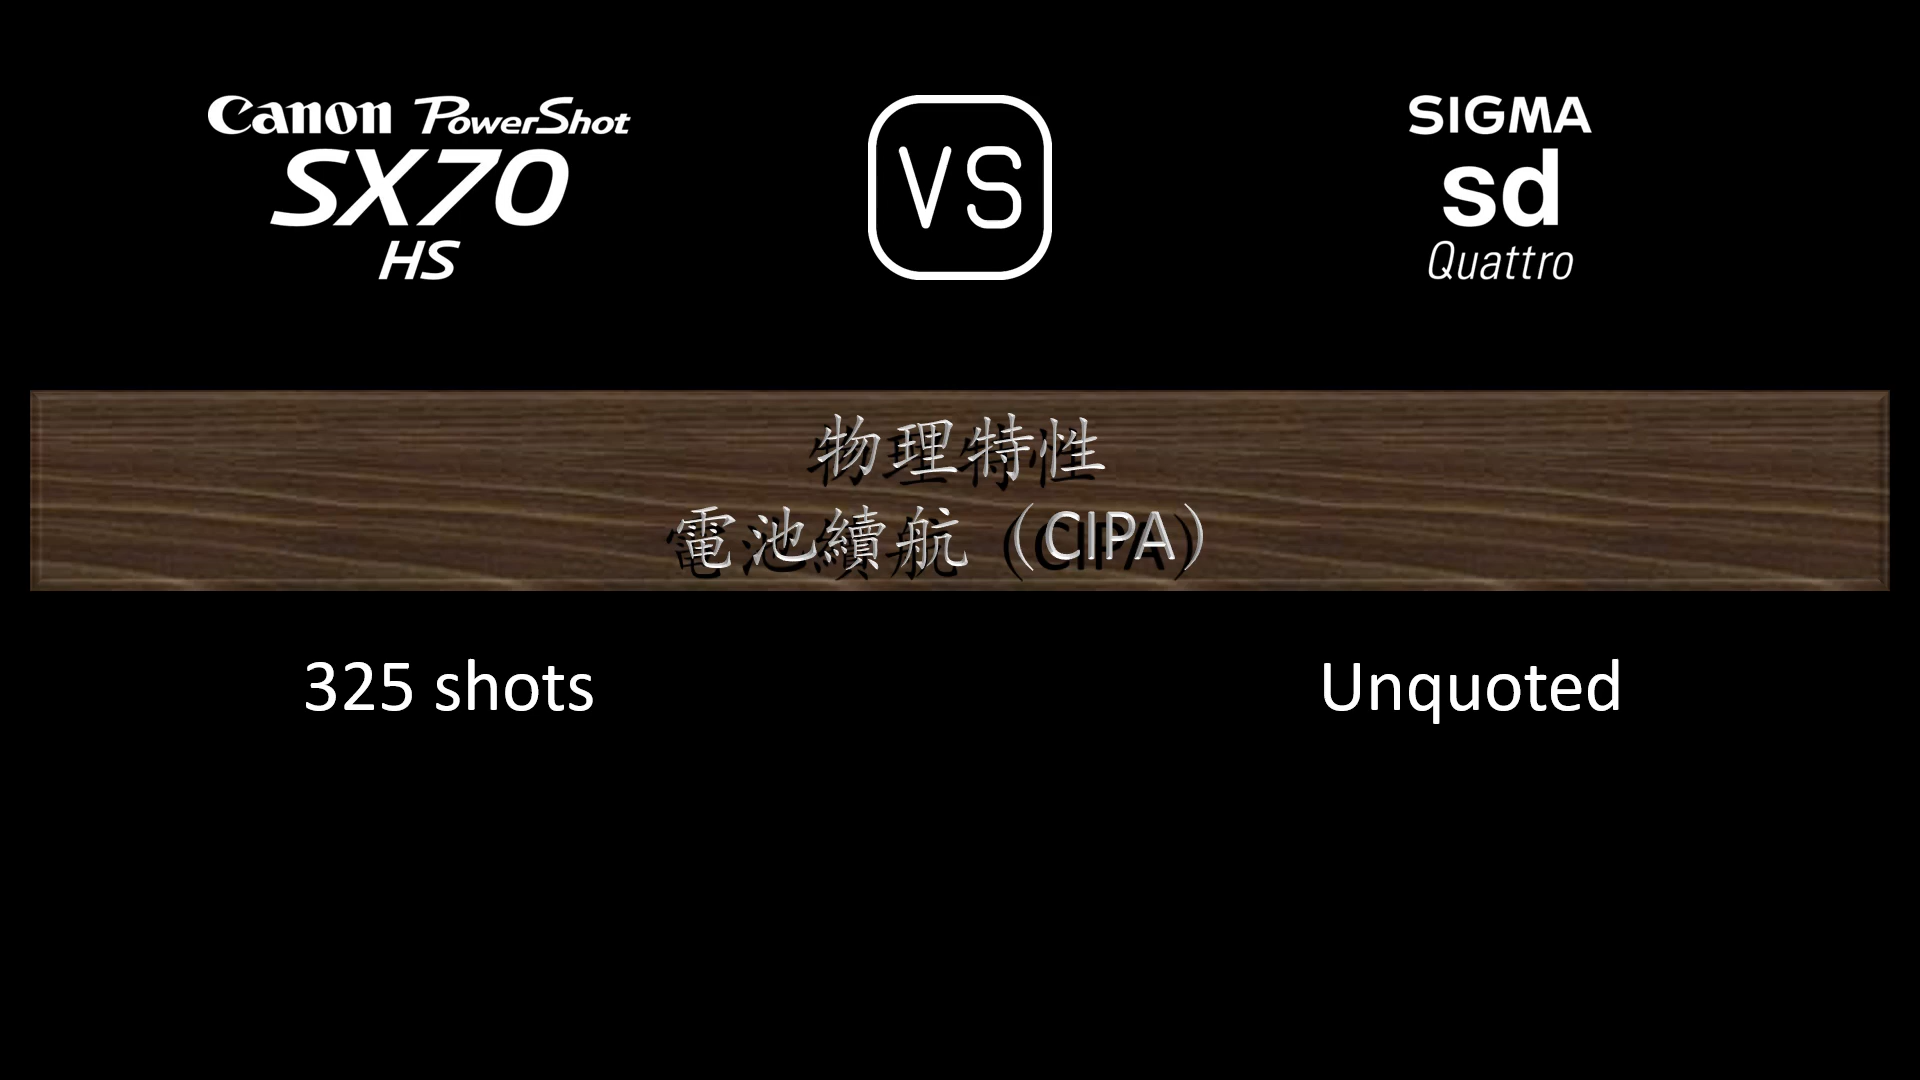 Canon PowerShot
SX70
HS
VS
SIGMA
sd
Quattro
物理特性
電池續航（CIPA）
325 shots
Unquoted